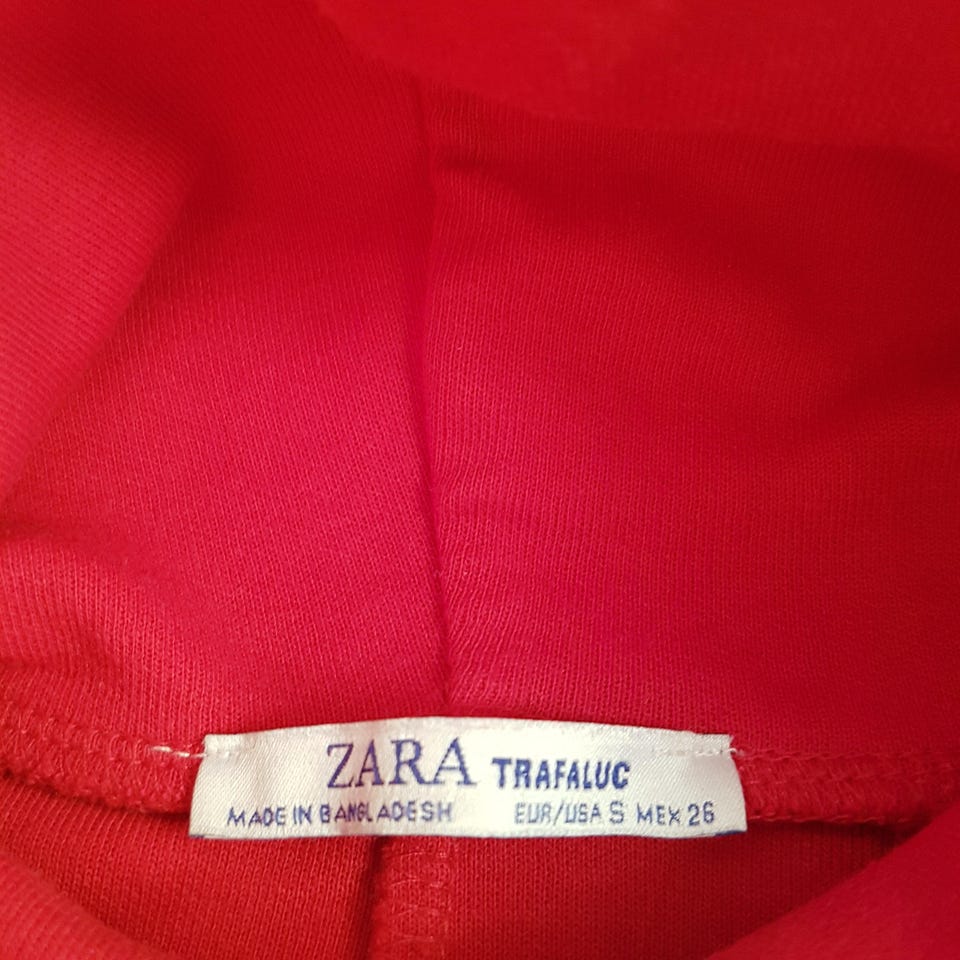 ZARA TRAFALUC
MADE IN BANGLADESH EUR/USA S MEX 26